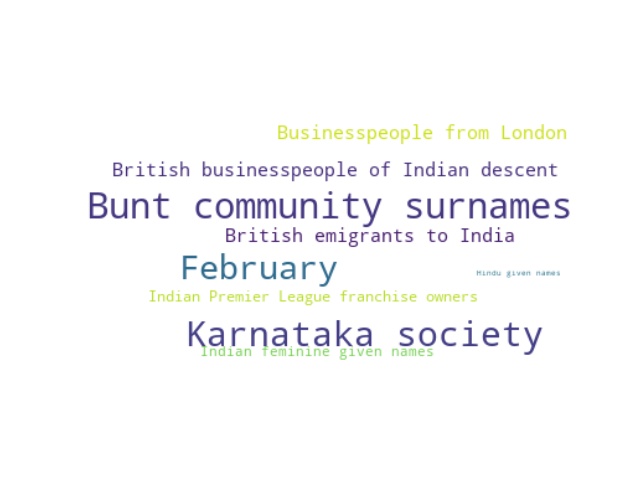 Businesspeople from London
British businesspeople of Indian descent
Bunt community surnames
British emigrants to India
February
Hindu given names
Indian Premier League franchise owners
Karnataka society
Indian feminine given names